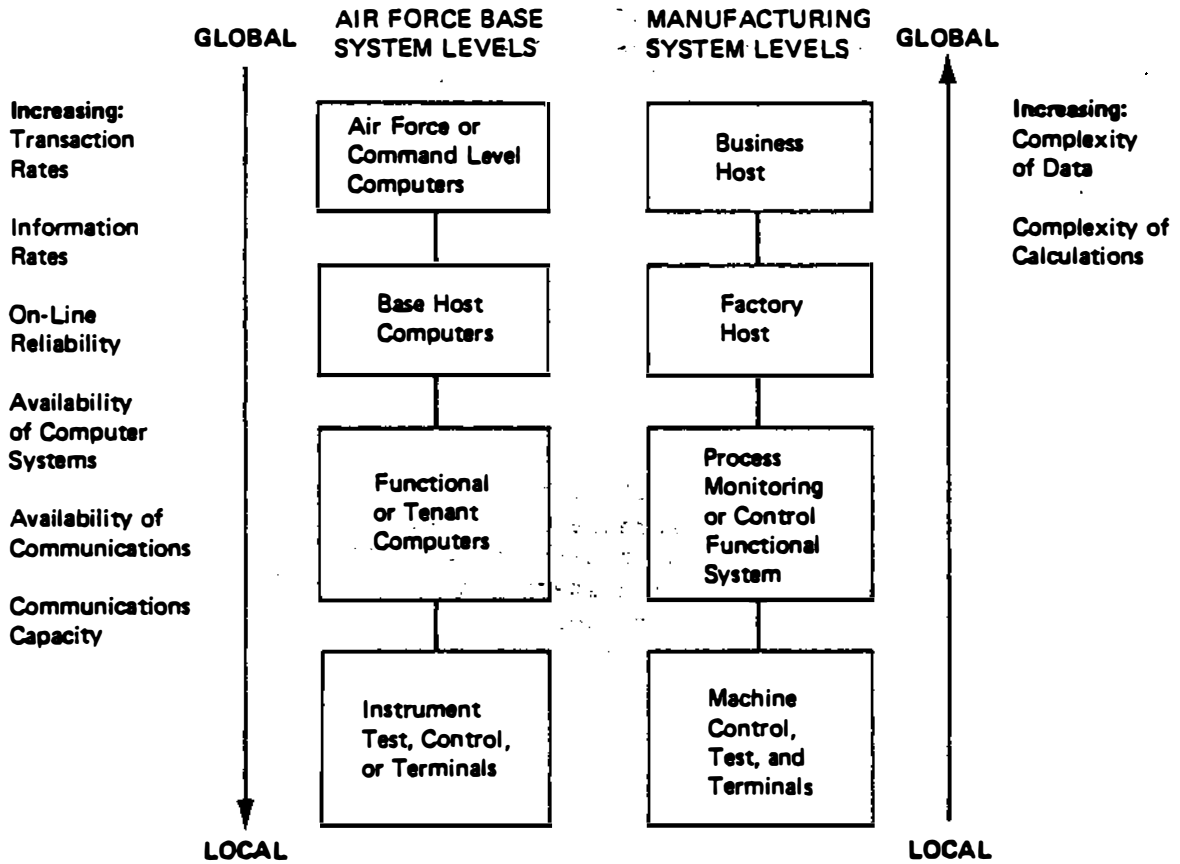 GLOBAL
AIR FORCE BASE
SYSTEM LEVELS
MANUFACTURING
SYSTEM LEVELS
GLOBAL
Increasing:
Transaction
Rates
Information
Rates
On-Line
Reliability
Availability
of Computer
Systems
Availability of
Communications
Communications
Capacity
LOCAL
Air Force or
Command Level
Computers
Base Host
Computers
Functional
or Tenant
Computers
Instrument
Test, Control,
or Terminals
Business
Host
Factory
Host
Process
Monitoring
or Control
Functional
System
Machine
Control,
Test, and
Terminals
Increasing:
Complexity
of Data
Complexity of
Calculations
LOCAL